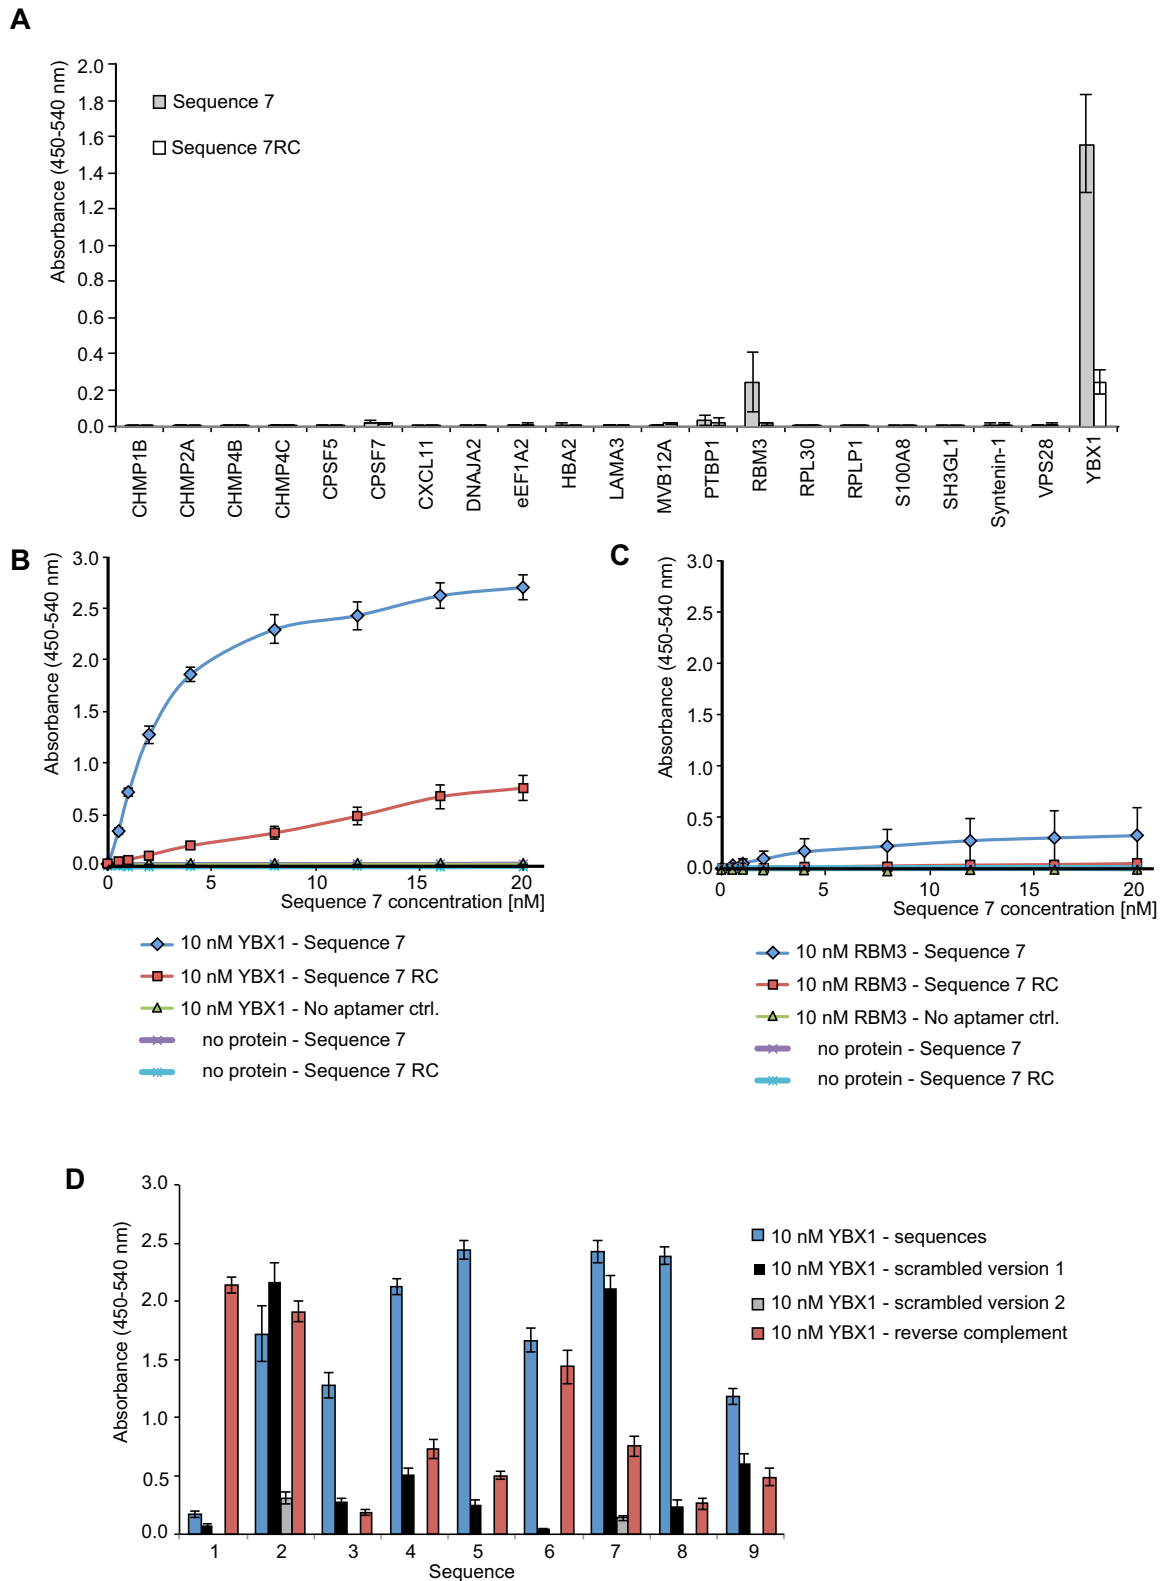 A
Absorbance (450-540 nm)
2.0
1.8
1.6
1.4
1.2
1.0
0.8
0.6
0.4
0.2
0.0
Sequence 7
Sequence 7RC
CHMP1B
CHMP2A
CHMP4B
CHMP4C
CPSF5
CPSF7
CXCL11
DNAJA2
eEF1A2
HBA2
LAMA3
MVB12A
PTBP1
RBM3
RPL30
RPLP1
S100A8
SH3GL1
Syntenin-1
VPS28
YBX1
B
Absorbance (450-540 nm)
3.0
2.5
2.0
1.5
1.0
0.5
0.0
0 5 10 15 20
Sequence 7 concentration [nM]
10 nM YBX1 - Sequence 7
10 nM YBX1 - Sequence 7 RC
10 nM YBX1 - No aptamer ctrl.
no protein - Sequence 7
no protein - Sequence 7 RC
C
Absorbance (450-540 nm)
3.0
2.5
2.0
1.5
1.0
0.5
0.0
0 5 10 15 20
Sequence 7 concentration [nM]
10 nM RBM3 - Sequence 7
10 nM RBM3 - Sequence 7 RC
10 nM RBM3 - No aptamer ctrl.
no protein - Sequence 7
no protein - Sequence 7 RC
D
Absorbance (450-540 nm)
3.0
2.5
2.0
1.5
1.0
0.5
0.0
1 2 3 4 5 6 7 8 9
Sequence
10 nM YBX1 - sequences
10 nM YBX1 - scrambled version 1
10 nM YBX1 - scrambled version 2
10 nM YBX1 - reverse complement